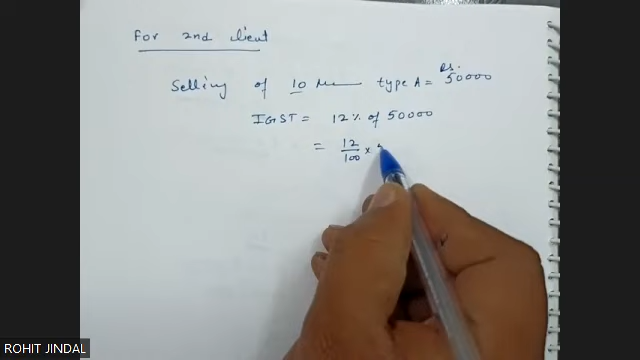 For 2nd client
Rs.
Selling of 10 type A = 50000
IGST = 12% of 50000
= 12/100 ×
ROHIT JINDAL